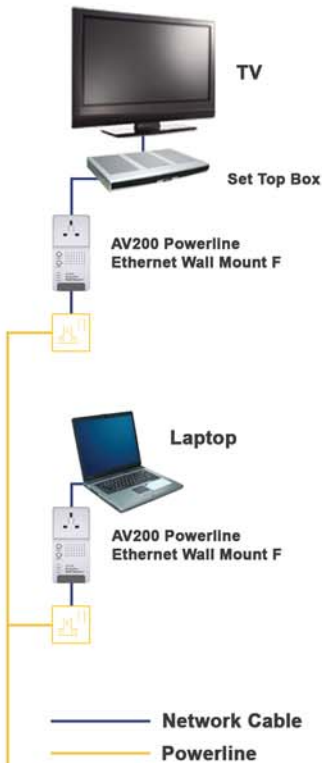 TV
Set Top Box
AV200 Powerline
Ethernet Wall Mount F
Laptop
AV200 Powerline
Ethernet Wall Mount F
Network Cable
Powerline